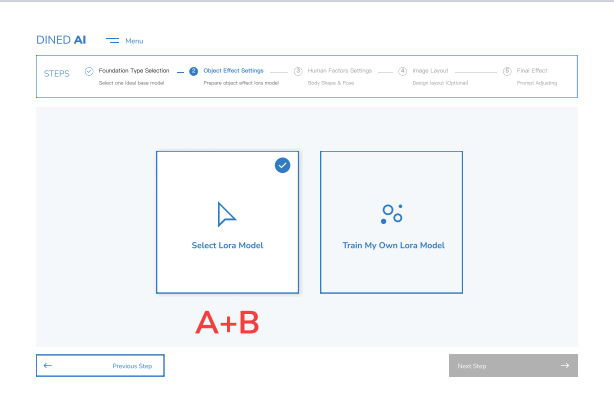 DINED AI
Menu
STEPS
Foundation Type Selection
Select one ideal base model
2
Object Effect Settings
Prepare object effect lora model
3
Human Factors Settings
Body Shape & Pose
4
Image Layout
Design layout (Optional)
5
Final Effect
Prompt Adjusting
Select Lora Model
Train My Own Lora Model
A+B
Previous Step
Next Step